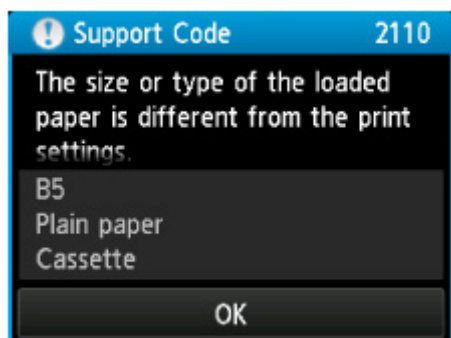 Support Code 2110
The size or type of the loaded
paper is different from the print
settings.
B5
Plain paper
Cassette
OK